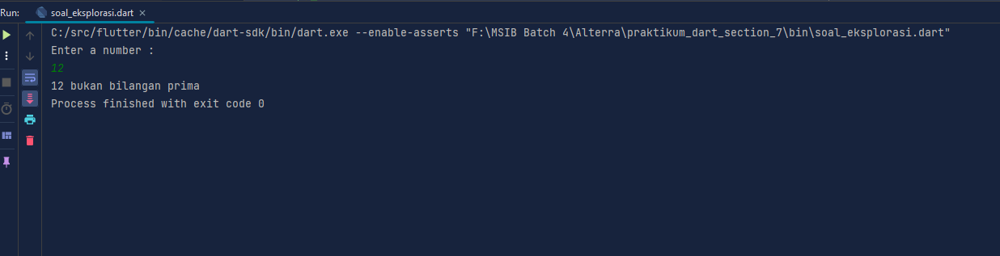 Run: soal_eksplorasi.dart
C:/src/flutter/bin/cache/dart-sdk/bin/dart.exe --enable-asserts "F:\MSIB Batch 4\Alterra\praktikum_dart_section_7\bin\soal_eksplorasi.dart"
Enter a number :
12
12 bukan bilangan prima
Process finished with exit code 0